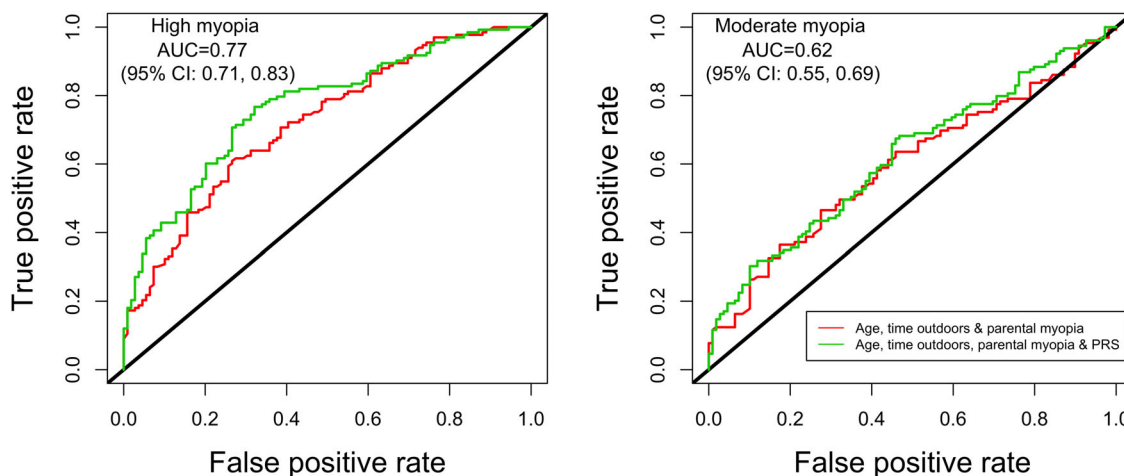 High myopia
AUC=0.77
(95% CI: 0.71, 0.83)
True positive rate
0.0
0.2
0.4
0.6
0.8
1.0
0.0 0.2 0.4 0.6 0.8 1.0
False positive rate
Moderate myopia
AUC=0.62
(95% CI: 0.55, 0.69)
True positive rate
0.0
0.2
0.4
0.6
0.8
1.0
Age, time outdoors & parental myopia
Age, time outdoors, parental myopia & PRS
0.0 0.2 0.4 0.6 0.8 1.0
False positive rate